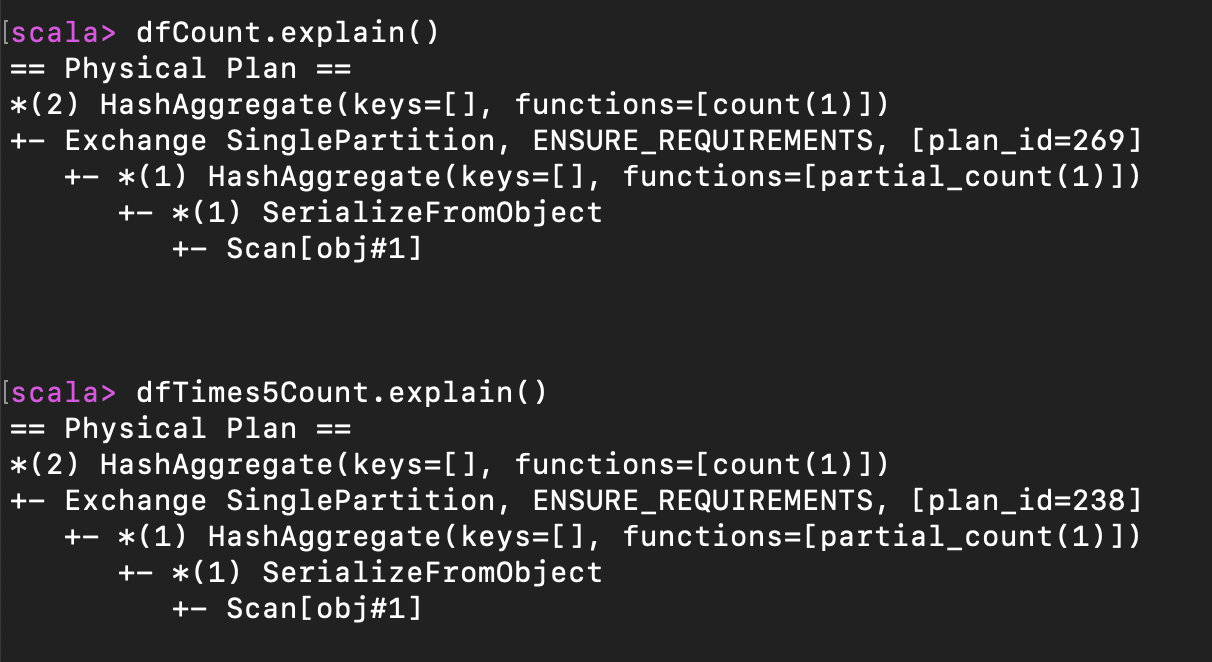 [scala> dfCount.explain()
== Physical Plan ==
*(2) HashAggregate(keys=[], functions=[count(1)])
+- Exchange SinglePartition, ENSURE_REQUIREMENTS, [plan_id=269]
   +- *(1) HashAggregate(keys=[], functions=[partial_count(1)])
      +- *(1) SerializeFromObject
         +- Scan[obj#1]
[scala> dfTimes5Count.explain()
== Physical Plan ==
*(2) HashAggregate(keys=[], functions=[count(1)])
+- Exchange SinglePartition, ENSURE_REQUIREMENTS, [plan_id=238]
   +- *(1) HashAggregate(keys=[], functions=[partial_count(1)])
      +- *(1) SerializeFromObject
         +- Scan[obj#1]